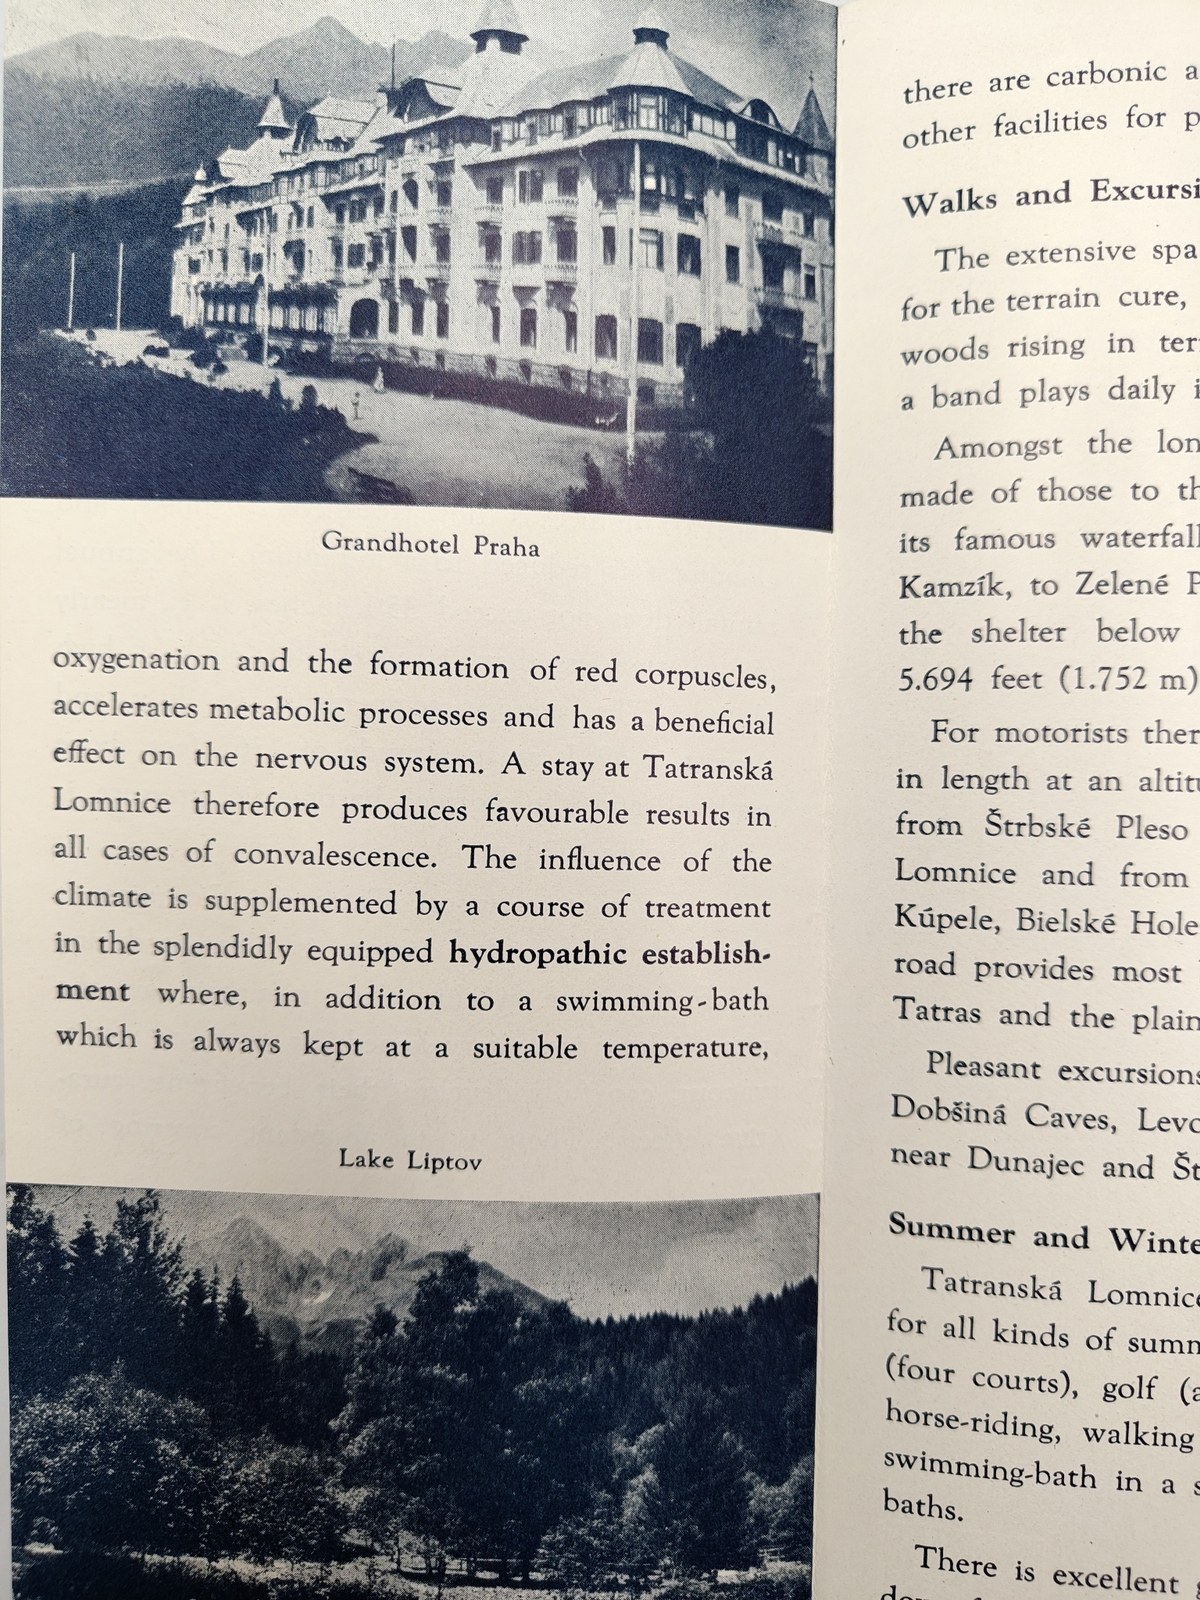 Grandhotel Praha
oxygenation and the formation of red corpuscles,
accelerates metabolic processes and has a beneficial
effect on the nervous system. A stay at Tatranská
Lomnice therefore produces favourable results in
all cases of convalescence. The influence of the
climate is supplemented by a course of treatment
in the splendidly equipped hydropathic establish-
ment where, in addition to a swimming-bath
which is always kept at a suitable temperature,
Lake Liptov
there are carbonic
other facilities for
Walks and
The extensive
for the terrain cure,
woods rising in
a band plays daily
Amongst the
made of those to
its famous
Kamzík, to Zelené
the shelter below
5.694 feet (1.752 m)
For motorists
in length at an
from Štrbské Pleso
Lomnice and from
Kúpele, Bielské
road provides most
Tatras and the
Pleasant
Dobšiná Caves,
near Dunajec and
Summer and
Tatranská
for all kinds of
(four courts), golf
horse-riding, walking
swimming-bath in a
baths.
There is excellent